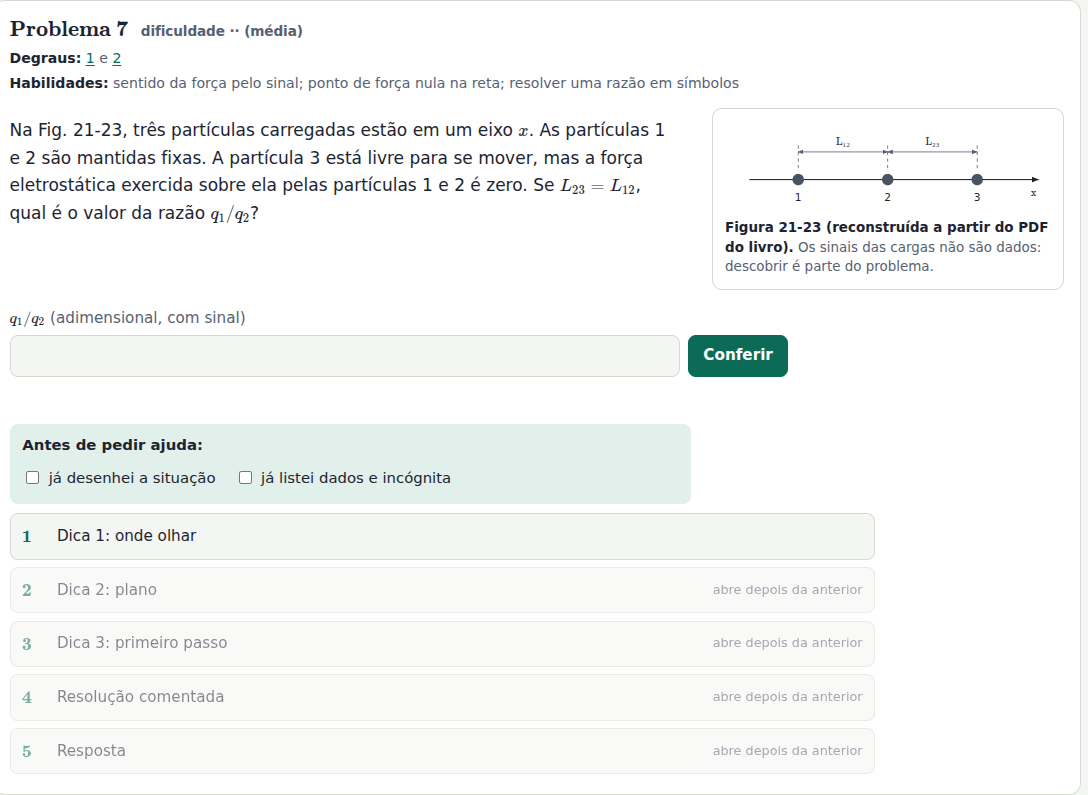 Problema 7 dificuldade ·· (média)
Degraus: 1 e 2
Habilidades: sentido da força pelo sinal; ponto de força nula na reta; resolver uma razão em símbolos
Na Fig. 21-23, três partículas carregadas estão em um eixo x. As partículas 1
e 2 são mantidas fixas. A partícula 3 está livre para se mover, mas a força
eletrostática exercida sobre ela pelas partículas 1 e 2 é zero. Se L₂₃ = L₁₂,
qual é o valor da razão q₁/q₂?
L₁₂ L₂₃
1 2 3 x
Figura 21-23 (reconstruída a partir do PDF
do livro). Os sinais das cargas não são dados:
descobrir é parte do problema.
q₁/q₂ (adimensional, com sinal)
Conferir
Antes de pedir ajuda:
já desenhei a situação já listei dados e incógnita
1 Dica 1: onde olhar
2 Dica 2: plano abre depois da anterior
3 Dica 3: primeiro passo abre depois da anterior
4 Resolução comentada abre depois da anterior
5 Resposta abre depois da anterior